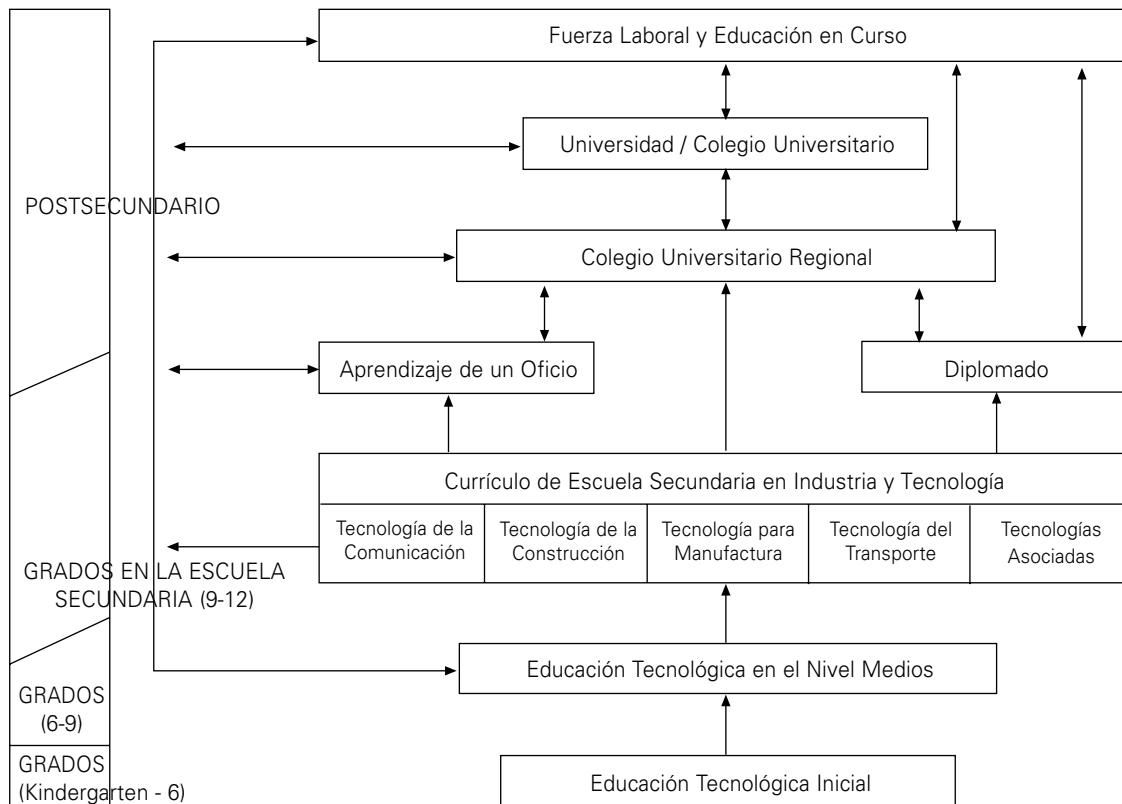 Fuerza Laboral y Educación en Curso
Universidad / Colegio Universitario
POSTSECUNDARIO
Colegio Universitario Regional
Aprendizaje de un Oficio
Diplomado
Currículo de Escuela Secundaria en Industria y Tecnología
Tecnología de la
Comunicación
Tecnología de la
Construcción
Tecnología para
Manufactura
Tecnología del
Transporte
Tecnologías
Asociadas
GRADOS EN LA ESCUELA
SECUNDARIA (9-12)
Educación Tecnológica en el Nivel Medios
GRADOS
(6-9)
GRADOS
(Kindergarten - 6)
Educación Tecnológica Inicial